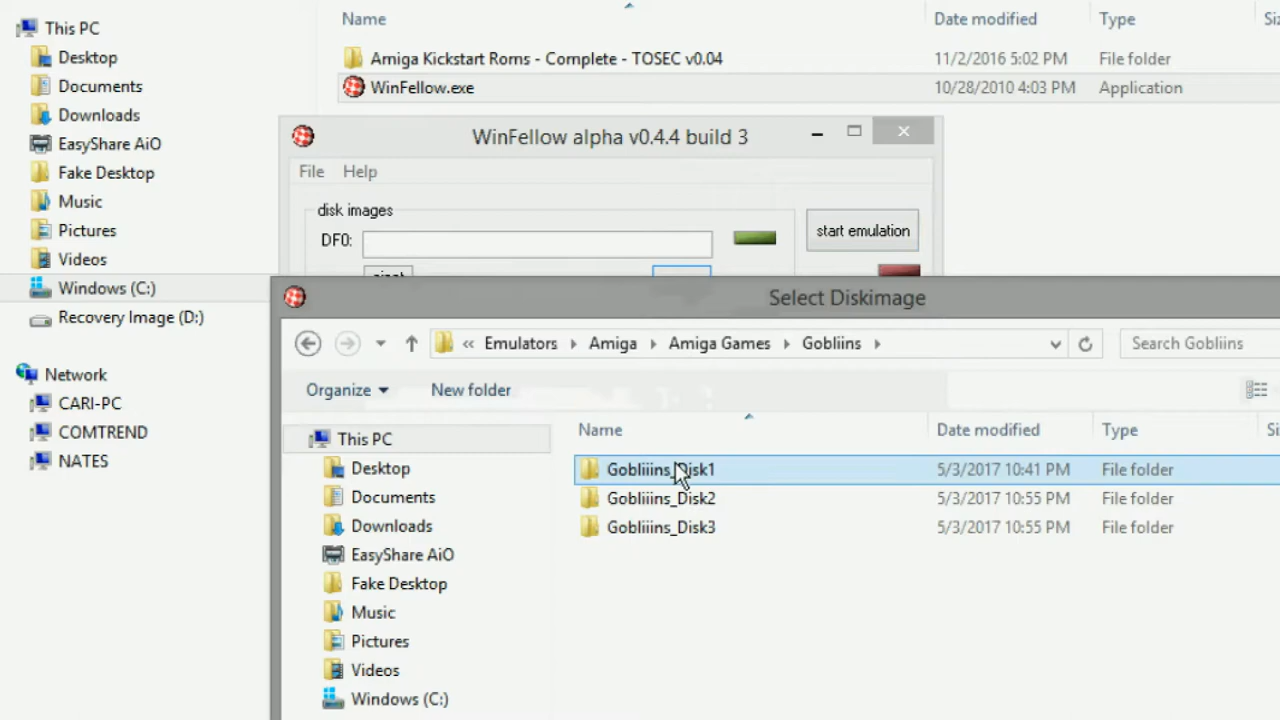 This PC
Desktop
Documents
Downloads
EasyShare AiO
Fake Desktop
Music
Pictures
Videos
Windows (C:)
Recovery Image (D:)
Network
CARI-PC
COMTREND
NATES
Name Date modified Type
Amiga Kickstart Roms - Complete - TOSEC v0.04 11/2/2016 5:02 PM File folder
WinFellow.exe 10/28/2010 4:03 PM Application
WinFellow alpha v0.4.4 build 3
File Help
disk images
DF0:
start emulation
eject
Select Diskimage
« Emulators Amiga Amiga Games Gobliins
Search Gobliins
Organize New folder
This PC
Desktop
Documents
Downloads
EasyShare AiO
Fake Desktop
Music
Pictures
Videos
Windows (C:)
Name Date modified Type
Gobliiins_Disk1 5/3/2017 10:41 PM File folder
Gobliiins_Disk2 5/3/2017 10:55 PM File folder
Gobliiins_Disk3 5/3/2017 10:55 PM File folder